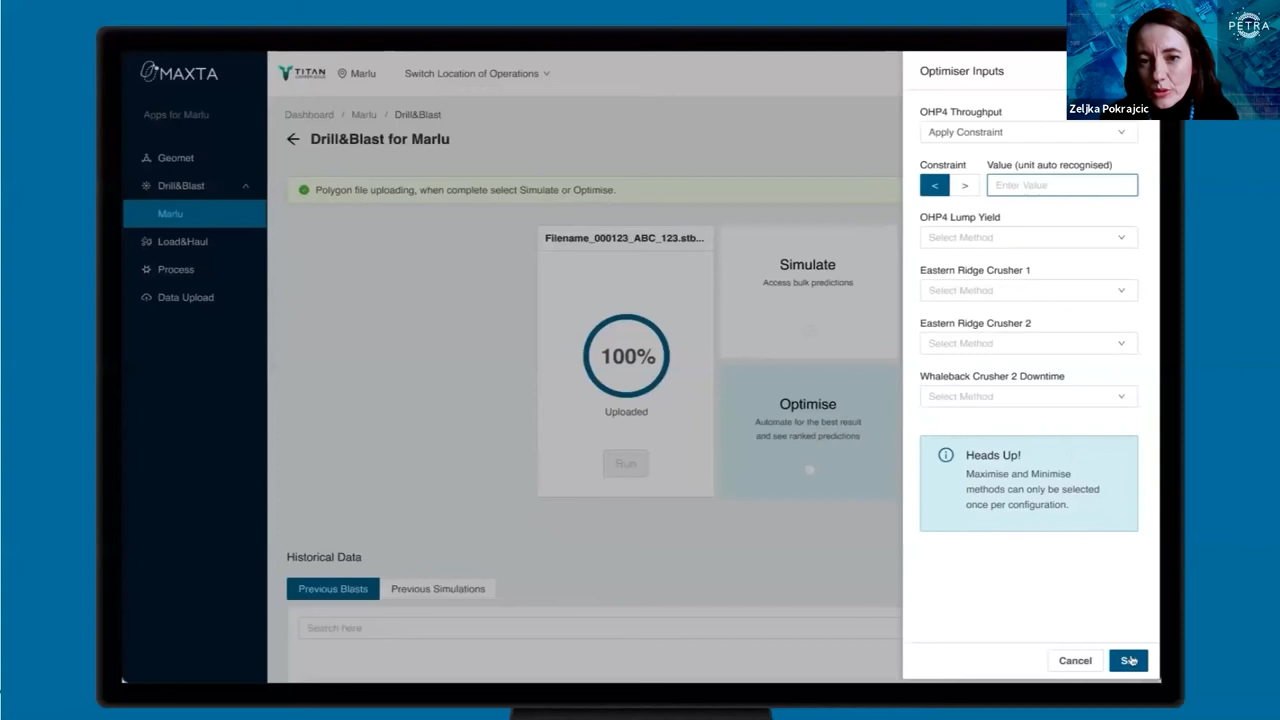 PETRA
Zeljka Pokrajcic
MAXTA
Apps for Marlu
Geomet
Drill&Blast
Marlu
Load&Haul
Process
Data Upload
TITAN
Marlu
Switch Location of Operations
Dashboard / Marlu / Drill&Blast
Drill&Blast for Marlu
Polygon file uploading, when complete select Simulate or Optimise.
Filename_000123_ABC_123.stb...
100%
Uploaded
Run
Simulate
Access bulk predictions
Optimise
Automate for the best result
and see ranked predictions
Historical Data
Previous Blasts
Previous Simulations
Search here
Optimiser Inputs
OHP4 Throughput
Apply Constraint
Constraint
Value (unit auto recognised)
<
>
Enter Value
OHP4 Lump Yield
Select Method
Eastern Ridge Crusher 1
Select Method
Eastern Ridge Crusher 2
Select Method
Whaleback Crusher 2 Downtime
Select Method
Heads Up!
Maximise and Minimise
methods can only be selected
once per configuration.
Cancel